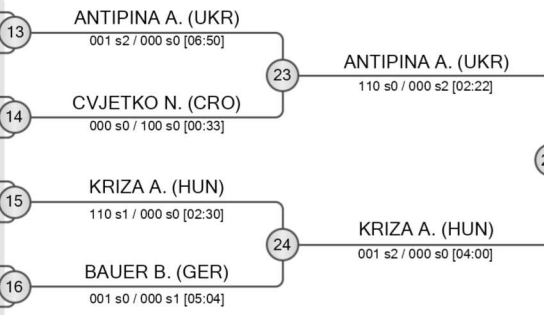 13
ANTIPINA A. (UKR)
001 s2 / 000 s0 [06:50]
23
ANTIPINA A. (UKR)
110 s0 / 000 s2 [02:22]
14
CVJETKO N. (CRO)
000 s0 / 100 s0 [00:33]
15
KRIZA A. (HUN)
110 s1 / 000 s0 [02:30]
24
KRIZA A. (HUN)
001 s2 / 000 s0 [04:00]
16
BAUER B. (GER)
001 s0 / 000 s1 [05:04]